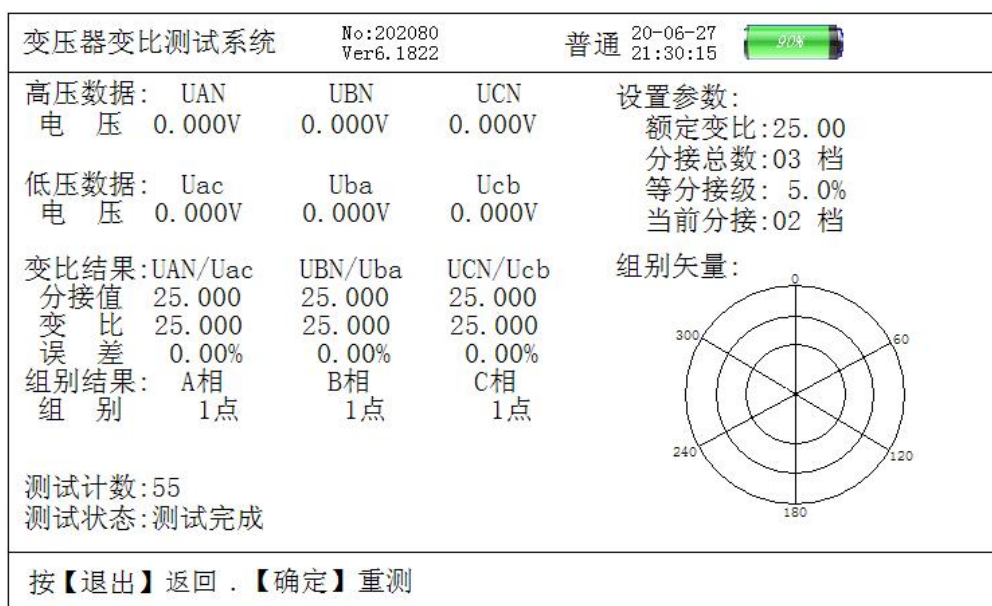 变压器变比测试系统 No:202080 普通 20-06-27 90%
Ver6.1822 21:30:15
高压数据: UAN UBN UCN
电 压 0.000V 0.000V 0.000V
低压数据: Uac Uba Ucb
电 压 0.000V 0.000V 0.000V
变比结果:UAN/Uac UBN/Uba UCN/Ucb
分接值 25.000 25.000 25.000
变 比 25.000 25.000 25.000
误 差 0.00% 0.00% 0.00%
组别结果: A相 B相 C相
组 别 1点 1点 1点
测试计数:55
测试状态:测试完成
设置参数:
额定变比:25.00
分接总数:03 档
等分接级: 5.0%
当前分接:02 档
组别矢量:
0
300 60
240 120
180
按【退出】返回.【确定】重测